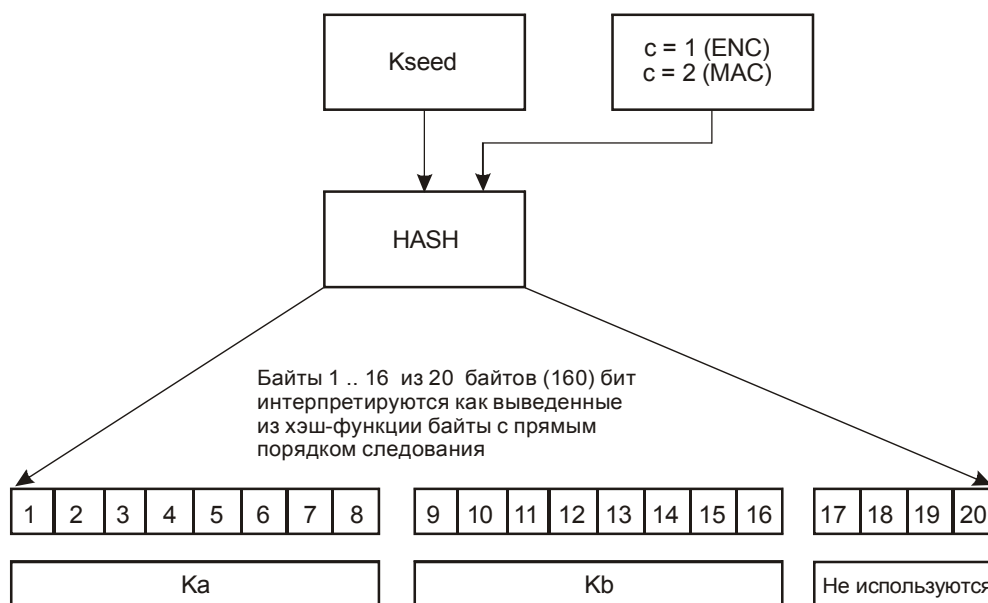 Kseed
c = 1 (ENC)
c = 2 (MAC)
HASH
Байты 1 .. 16 из 20 байтов (160) бит
интерпретируются как выведенные
из хэш-функции байты с прямым
порядком следования
1 2 3 4 5 6 7 8 9 10 11 12 13 14 15 16 17 18 19 20
Ka Kb Не используются